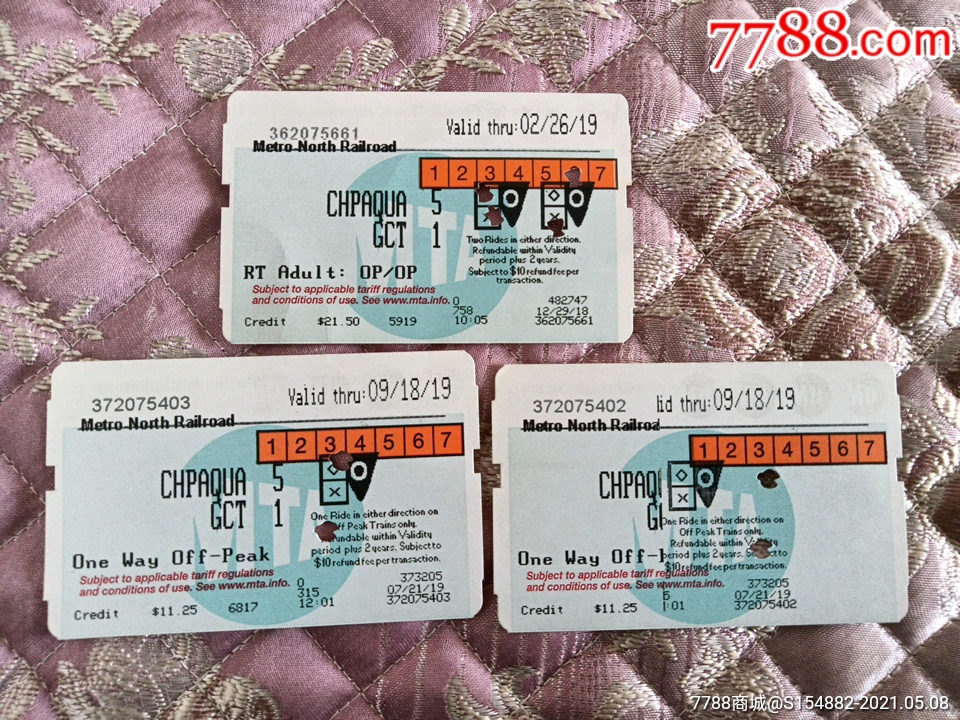 7788.com
362075661
Valid thru: 02/26/19
Metro-North Railroad
1 2 3 4 5 7
CHPAQUA 5
GCT 1
Two Rides in either direction.
Refundable within Validity
period plus 2 years.
Subject to $10 refund fee per
transaction.
RT Adult: OP/OP
Subject to applicable tariff regulations
and conditions of use. See www.mta.info.
MTA
0 482747
758 12/29/18
Credit $21.50 5919 10:05 362075661
372075403
Valid thru: 09/18/19
Metro North Railroad
1 2 3 4 5 6 7
CHPAQUA 5
GCT 1
One Ride in either direction on
Off Peak Trains only.
fundable within Validity
period plus 2 years. Subject to
$10 refund fee per transaction.
One Way Off-Peak
Subject to applicable tariff regulations
and conditions of use. See www.mta.info.
MTA
0 373205
315 07/21/19
Credit $11.25 6817 12:01 372075403
372075402
lid thru: 09/18/19
Metro-North Railroa
1 2 3 4 5 6 7
CHPAQU
GC
One Ride in either direction on
Off Peak Trains only.
Refundable within Validity
period plus 2 years. to
$10 refund fee per transaction.
One Way Off-P
Subject to applicable tariff regulations
and conditions of use. See www.mta.info.
MTA
373205
5 07/21/19
Credit $11.25 :01 372075402
7788商城@S154882-2021.05.08